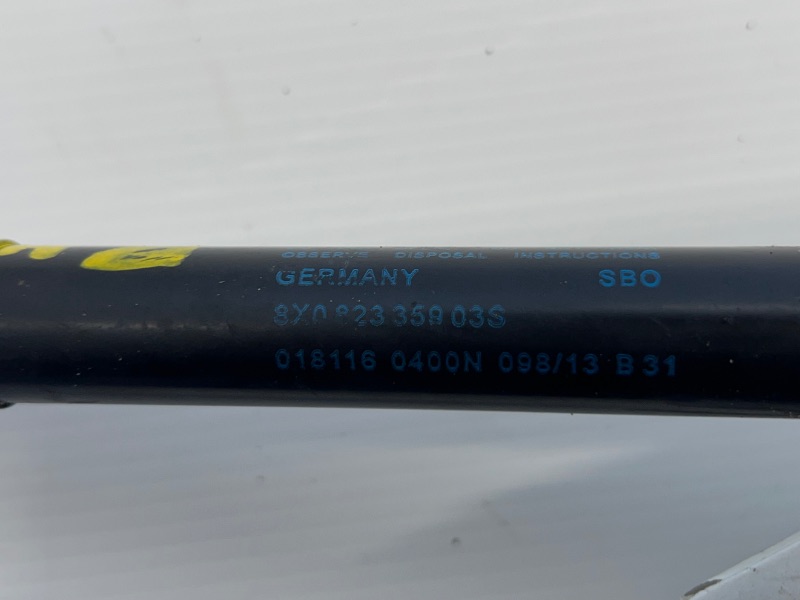 OBSERVE DISPOSAL INSTRUCTIONS
GERMANY SBO
8X0 823 359 03S
018116 0400N 098/13 B31